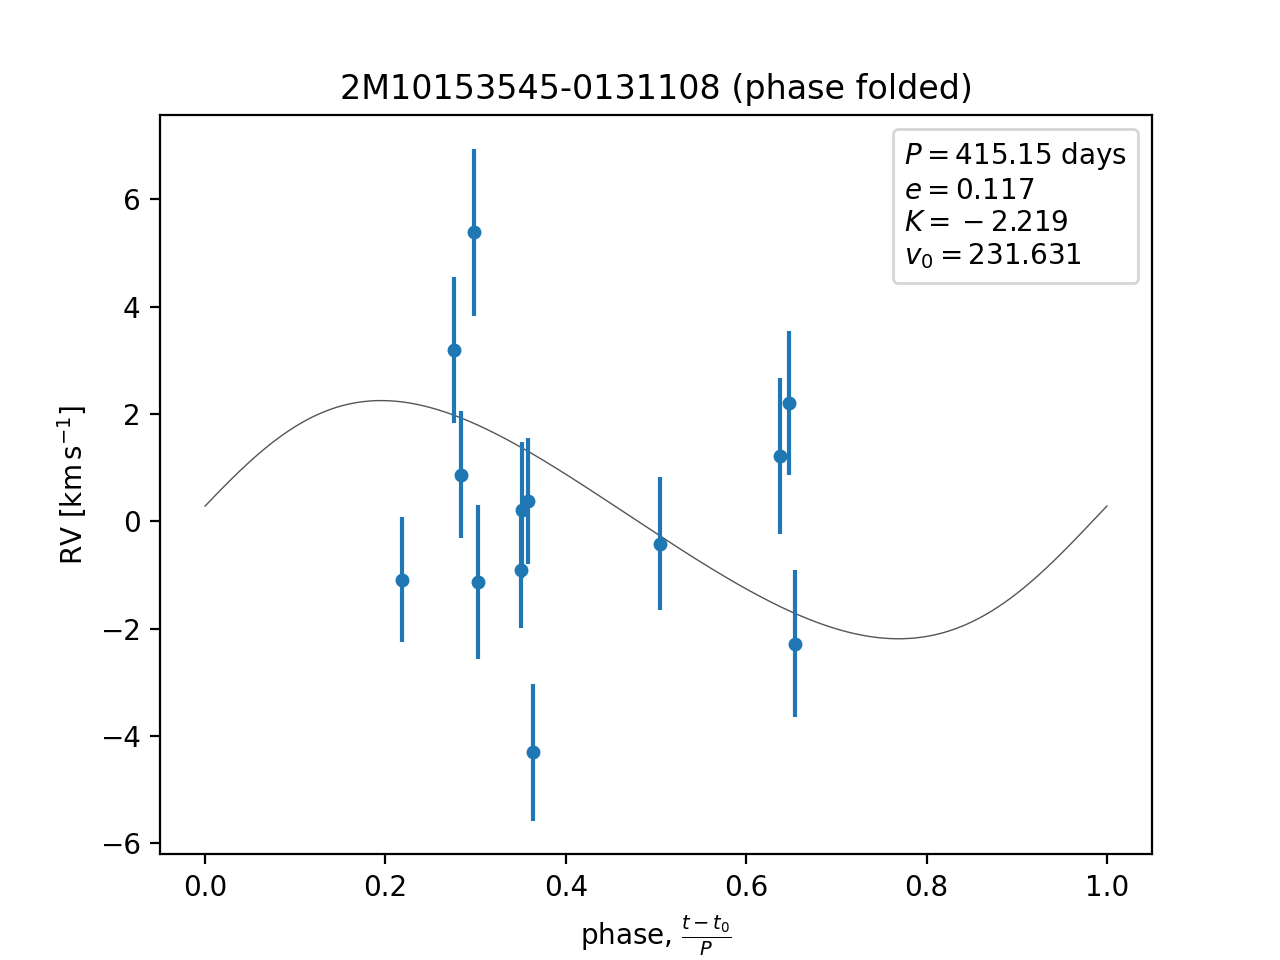 2M10153545-0131108 (phase folded)
P = 415.15 days
e = 0.117
K = −2.219
v₀ = 231.631
RV [km s⁻¹]
6
4
2
0
−2
−4
−6
0.0 0.2 0.4 0.6 0.8 1.0
phase, (t − t₀)/P